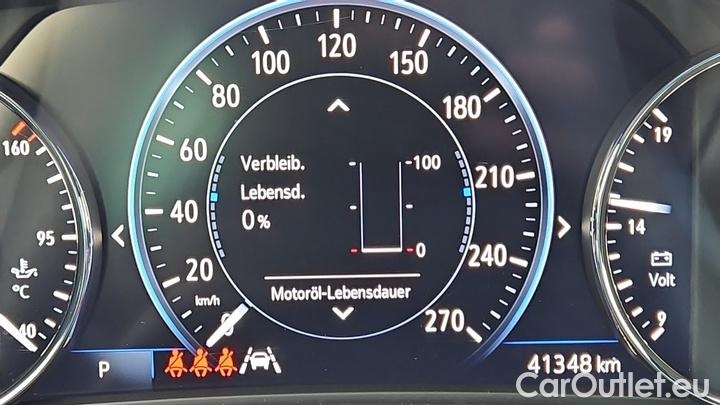 160
95
40
°C
0
20
40
60
80
100
120
150
180
210
240
270
km/h
Verbleib.
Lebensd.
0 %
100
0
Motoröl-Lebensdauer
19
14
9
Volt
P
41348 km
CarOutlet.eu